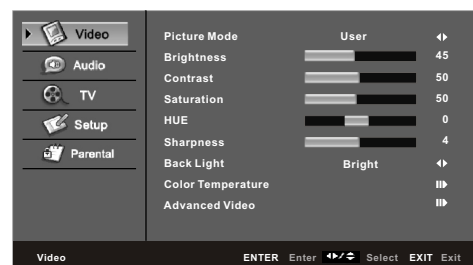 Video
Audio
TV
Setup
Parental
Picture Mode User
Brightness 45
Contrast 50
Saturation 50
HUE 0
Sharpness 4
Back Light Bright
Color Temperature
Advanced Video
Video ENTER Enter Select EXIT Exit